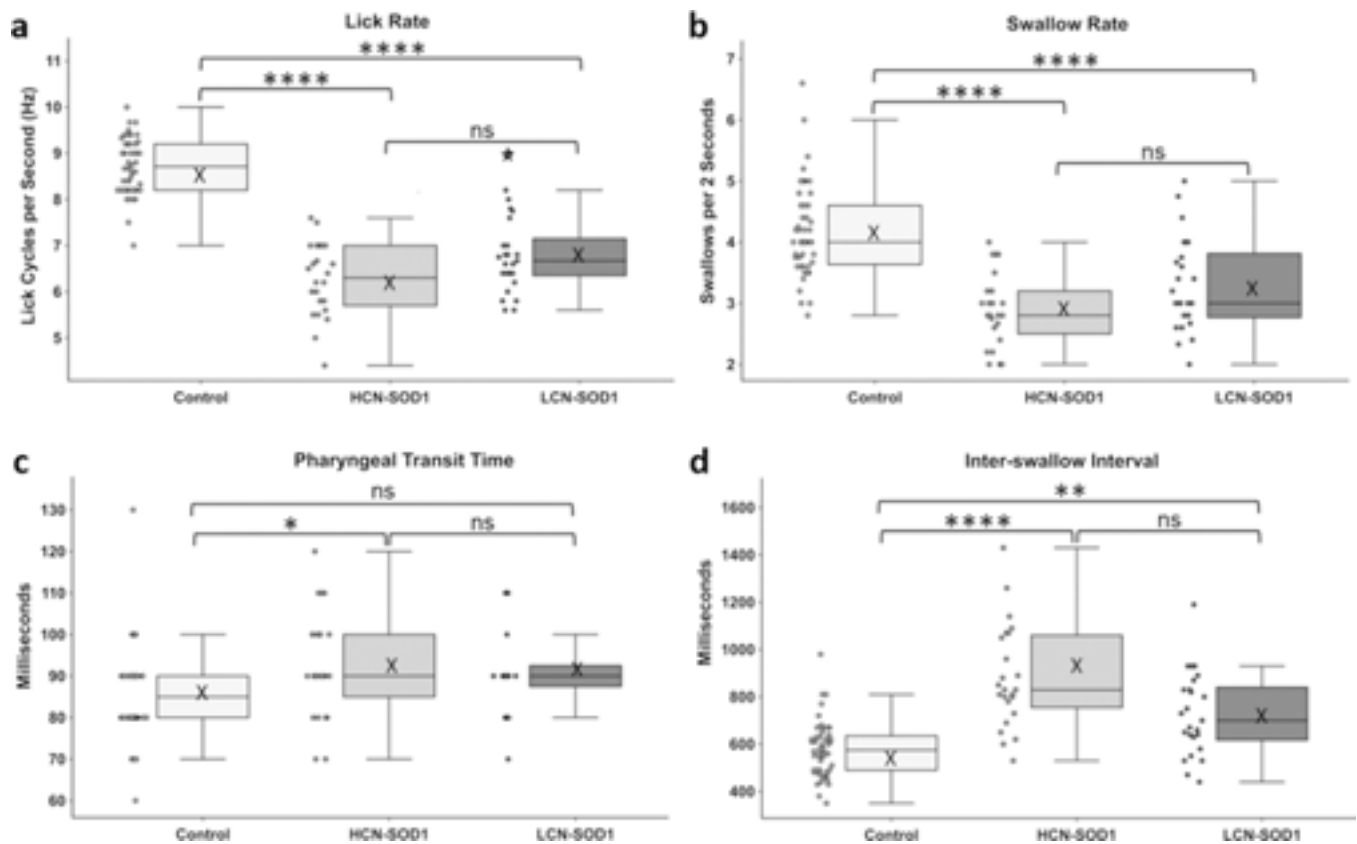 a
Lick Rate
Lick Cycles per Second (Hz)
11
10
9
8
7
6
5
****
****
ns
★
X
X
X
Control
HCN-SOD1
LCN-SOD1
b
Swallow Rate
Swallows per 2 Seconds
7
6
5
4
3
2
****
****
ns
X
X
X
Control
HCN-SOD1
LCN-SOD1
c
Pharyngeal Transit Time
Milliseconds
130
120
110
100
90
80
70
60
ns
*
ns
X
X
X
Control
HCN-SOD1
LCN-SOD1
d
Inter-swallow Interval
Milliseconds
1600
1400
1200
1000
800
600
400
**
****
ns
X
X
X
Control
HCN-SOD1
LCN-SOD1